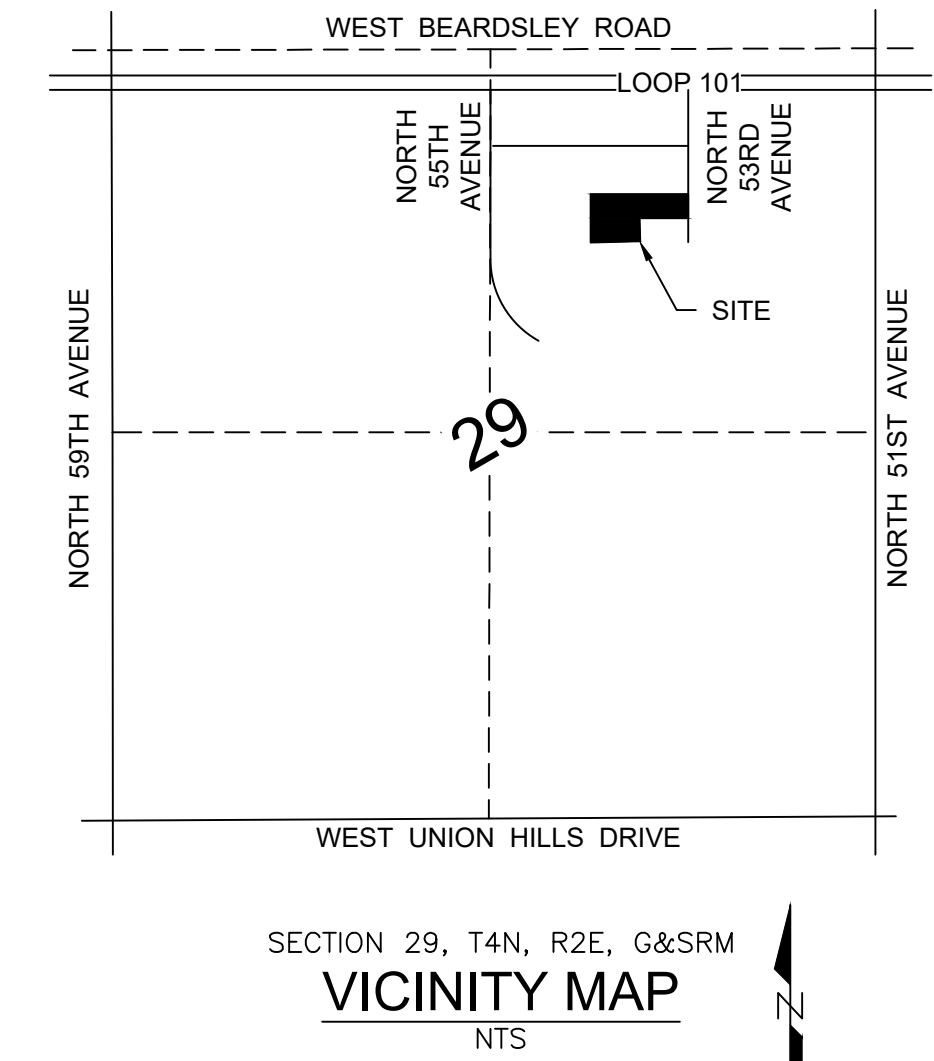 WEST BEARDSLEY ROAD
LOOP 101
NORTH
55TH
AVENUE
NORTH
53RD
AVENUE
SITE
NORTH 59TH AVENUE
29
NORTH 51ST AVENUE
WEST UNION HILLS DRIVE
SECTION 29, T4N, R2E, G&SRM
VICINITY MAP
NTS
N